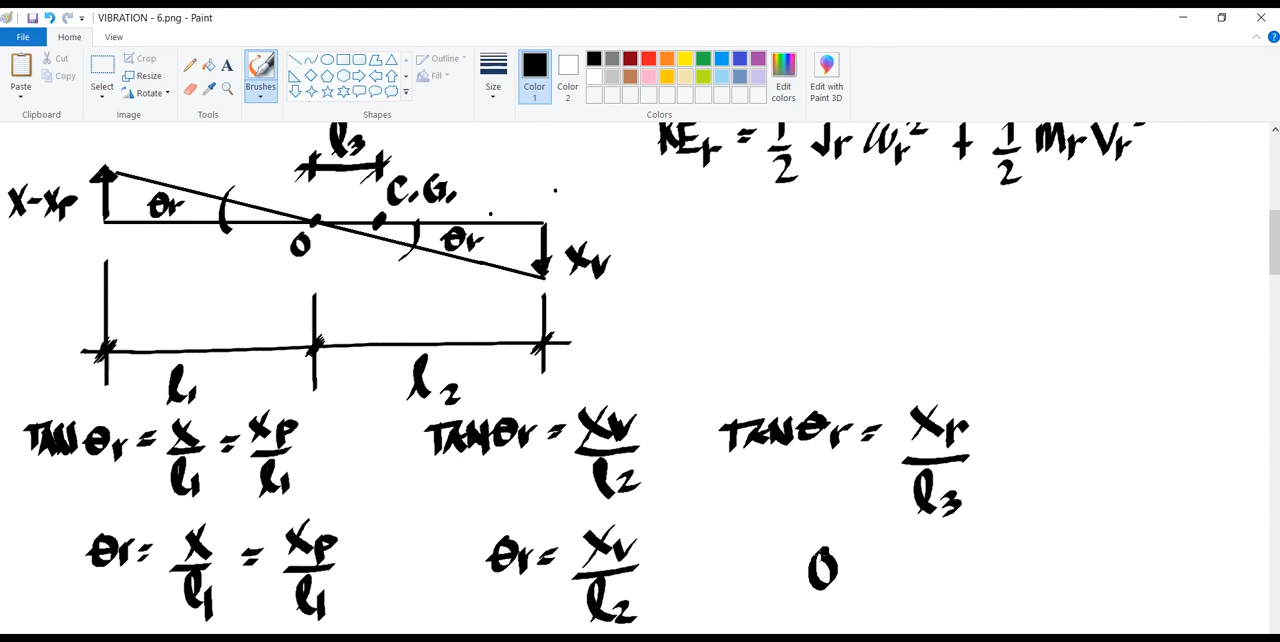 VIBRATION - 6.png - Paint
File Home View
Paste
Cut
Copy
Clipboard
Select
Crop
Resize
Rotate
Image
A
Tools
Brushes
Shapes
Outline
Fill
Size
Color 1
Color 2
Colors
Edit colors
Edit with Paint 3D
KEr = 1/2 Jr ωr² + 1/2 Mr Vr²
l3
C.G.
X-Xp
θr
O
θr
Xv
l1
l2
TAN θr = X/l1 = Xp/l1
TAN θr = Xv/l2
TAN θr = Xr/l3
θr = X/l1 = Xp/l1
θr = Xv/l2
0